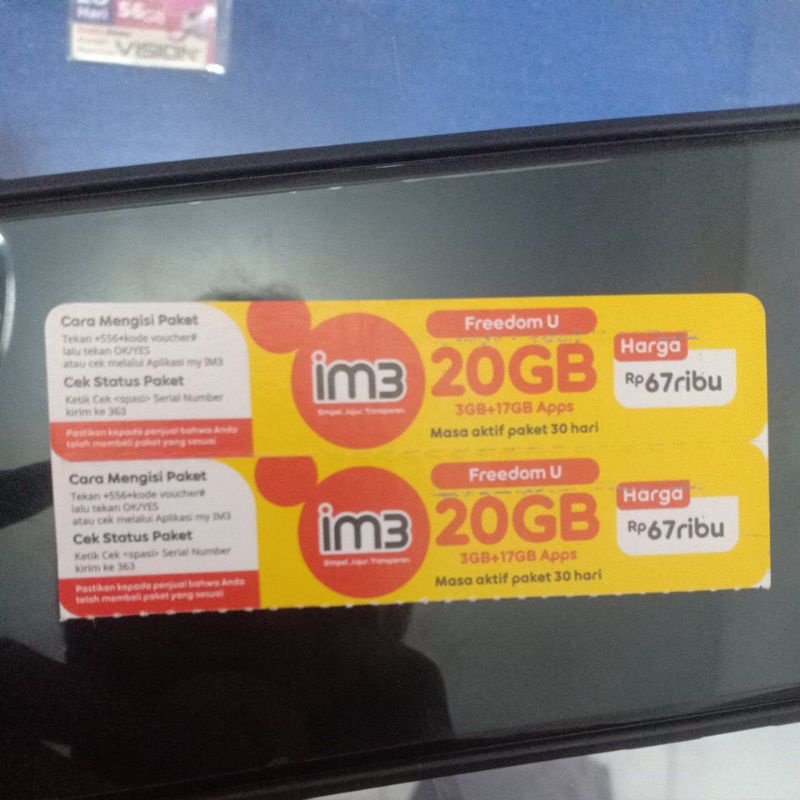 Hari 56GB
VISION
Cara Mengisi Paket
Tekan *556*kode voucher#
lalu tekan OK/YES
atau cek melalui Aplikasi my IM3
Cek Status Paket
Ketik Cek <spasi> Serial Number
kirim ke 363
Pastikan kepada penjual bahwa Anda
telah membeli paket yang sesuai
im3
Simpel. Jujur. Transparan.
Freedom U
20GB
3GB+17GB Apps
Masa aktif paket 30 hari
Harga
Rp67ribu
Cara Mengisi Paket
Tekan *556*kode voucher#
lalu tekan OK/YES
atau cek melalui Aplikasi my IM3
Cek Status Paket
Ketik Cek <spasi> Serial Number
kirim ke 363
Pastikan kepada penjual bahwa Anda
telah membeli paket yang sesuai
im3
Simpel. Jujur. Transparan.
Freedom U
20GB
3GB+17GB Apps
Masa aktif paket 30 hari
Harga
Rp67ribu